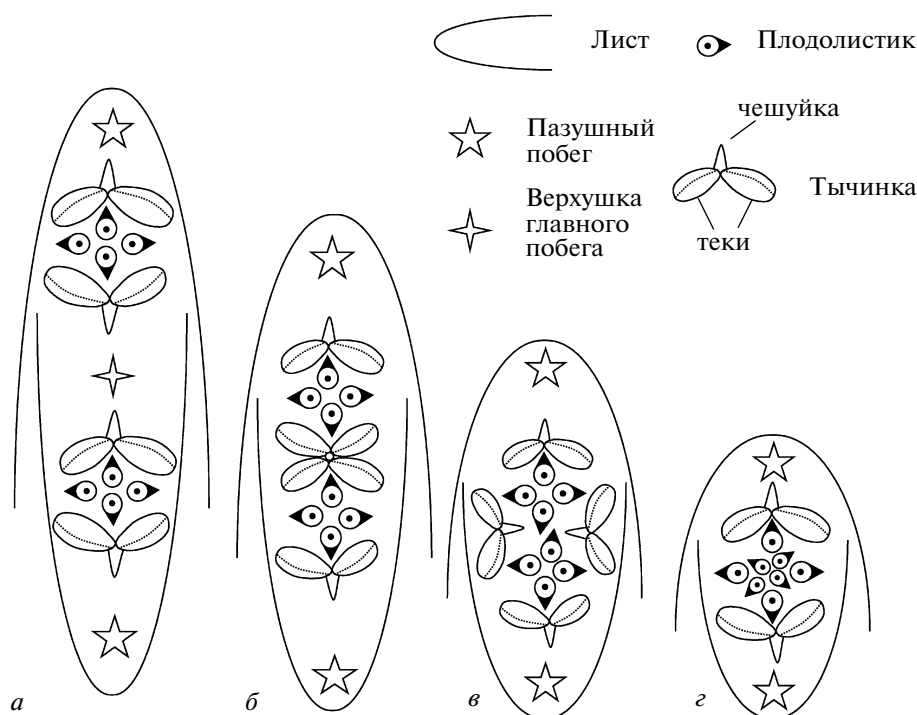 Лист
Плодолистик
Пазушный
побег
чешуйка
Верхушка
главного
побега
Тычинка
теки
а
б
в
г